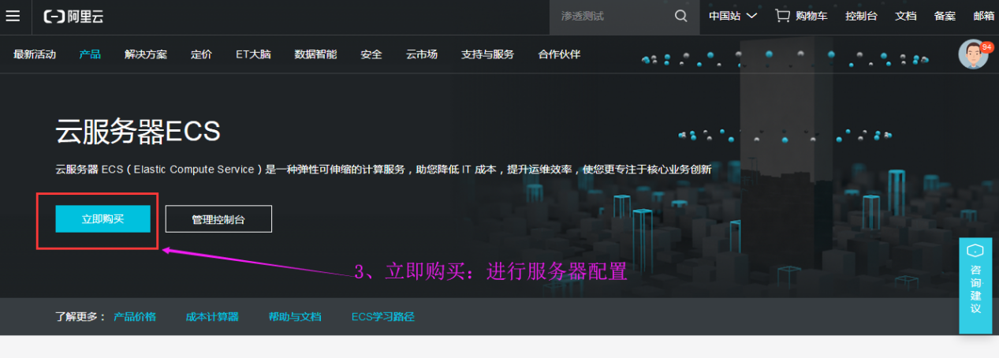 阿里云
渗透测试
中国站 购物车 控制台 文档 备案 邮箱
最新活动 产品 解决方案 定价 ET大脑 数据智能 安全 云市场 支持与服务 合作伙伴
94
云服务器ECS
云服务器 ECS（Elastic Compute Service）是一种弹性可伸缩的计算服务，助您降低 IT 成本，提升运维效率，使您更专注于核心业务创新
立即购买 管理控制台
3、立即购买：进行服务器配置
咨询·建议
了解更多： 产品价格 成本计算器 帮助与文档 ECS学习路径